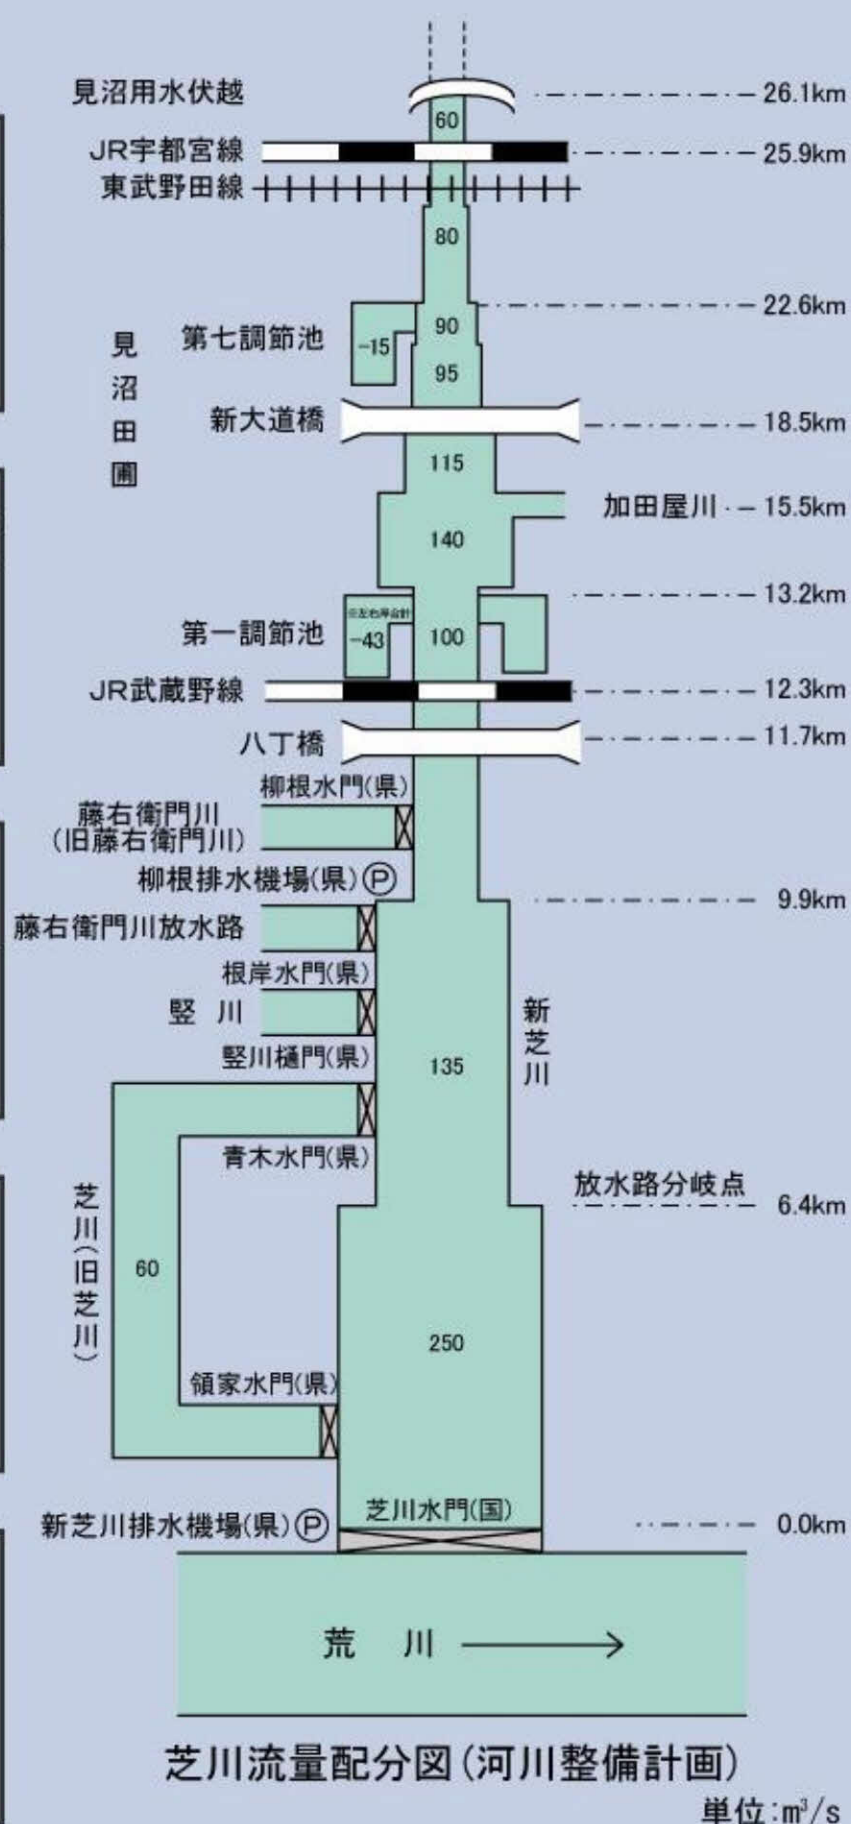 見沼用水伏越
26.1km
60
JR宇都宮線
25.9km
東武野田線
80
22.6km
見沼田圃
第七調節池
-15
90
95
新大道橋
18.5km
115
加田屋川
15.5km
140
13.2km
※左右岸合計
第一調節池
-43
100
JR武蔵野線
12.3km
八丁橋
11.7km
柳根水門(県)
藤右衛門川
(旧藤右衛門川)
柳根排水機場(県)Ⓟ
9.9km
藤右衛門川放水路
根岸水門(県)
竪川
新芝川
竪川樋門(県)
135
青木水門(県)
放水路分岐点
6.4km
芝川(旧芝川)
60
250
領家水門(県)
芝川水門(国)
新芝川排水機場(県)Ⓟ
0.0km
荒川
芝川流量配分図(河川整備計画)
単位:m³/s